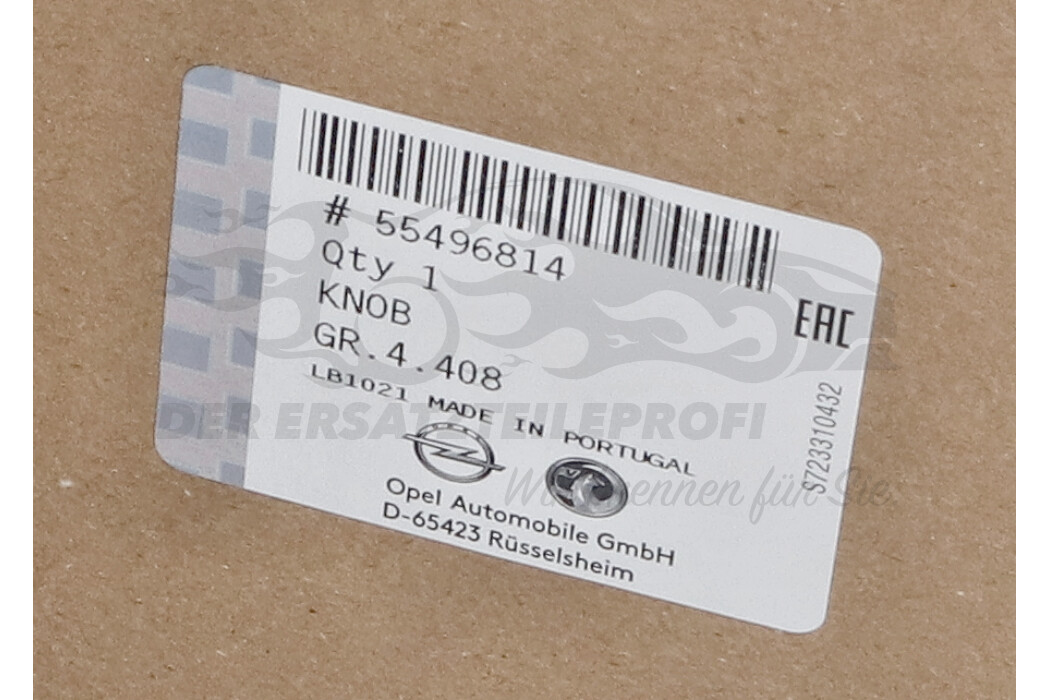 # 55496814
Qty 1
KNOB
GR.4.408
LB1021 MADE IN PORTUGAL
EAC
S723310432
Opel Automobile GmbH
D-65423 Rüsselsheim
DER ERSATZTEILEPROFI
Wir brennen für Sie